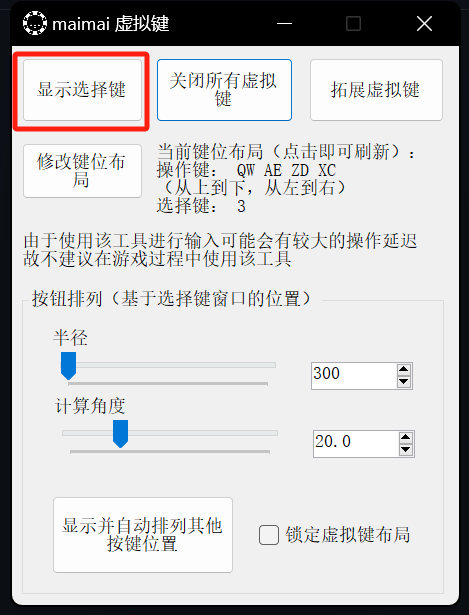 maimai 虚拟键
显示选择键
关闭所有虚拟
键
拓展虚拟键
修改键位布
局
当前键位布局（点击即可刷新）：
操作键： QW AE ZD XC
（从上到下，从左到右）
选择键： 3
由于使用该工具进行输入可能会有较大的操作延迟
故不建议在游戏过程中使用该工具
按钮排列（基于选择键窗口的位置）
半径
300
计算角度
20.0
显示并自动排列其他
按键位置
锁定虚拟键布局